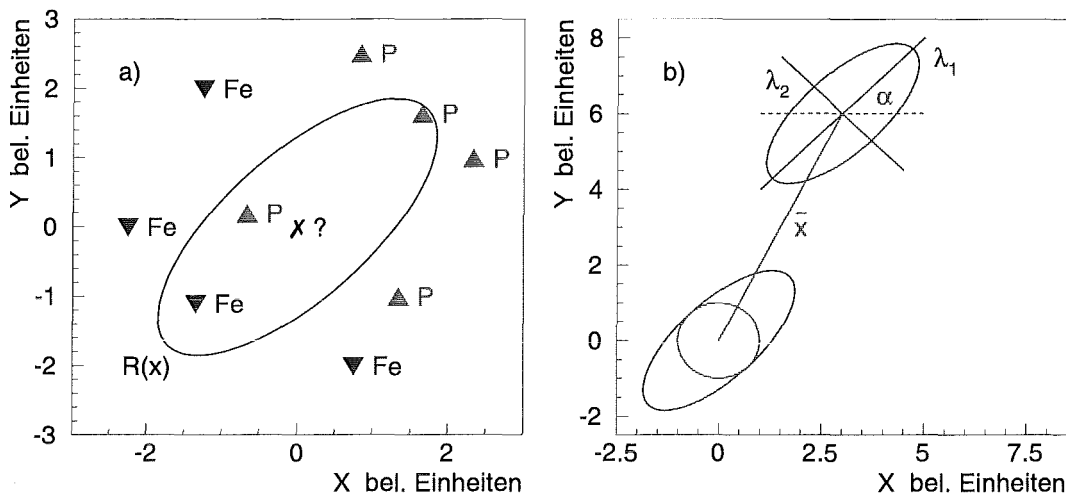 a)
3
2
1
0
-1
-2
-3
-2
0
2
Y bel. Einheiten
X bel. Einheiten
P
Fe
P
P
P
Fe
✗ ?
Fe
P
Fe
R(x)
b)
8
6
4
2
0
-2
-2.5
0
2.5
5
7.5
Y bel. Einheiten
X bel. Einheiten
λ1
λ2
α
x̄